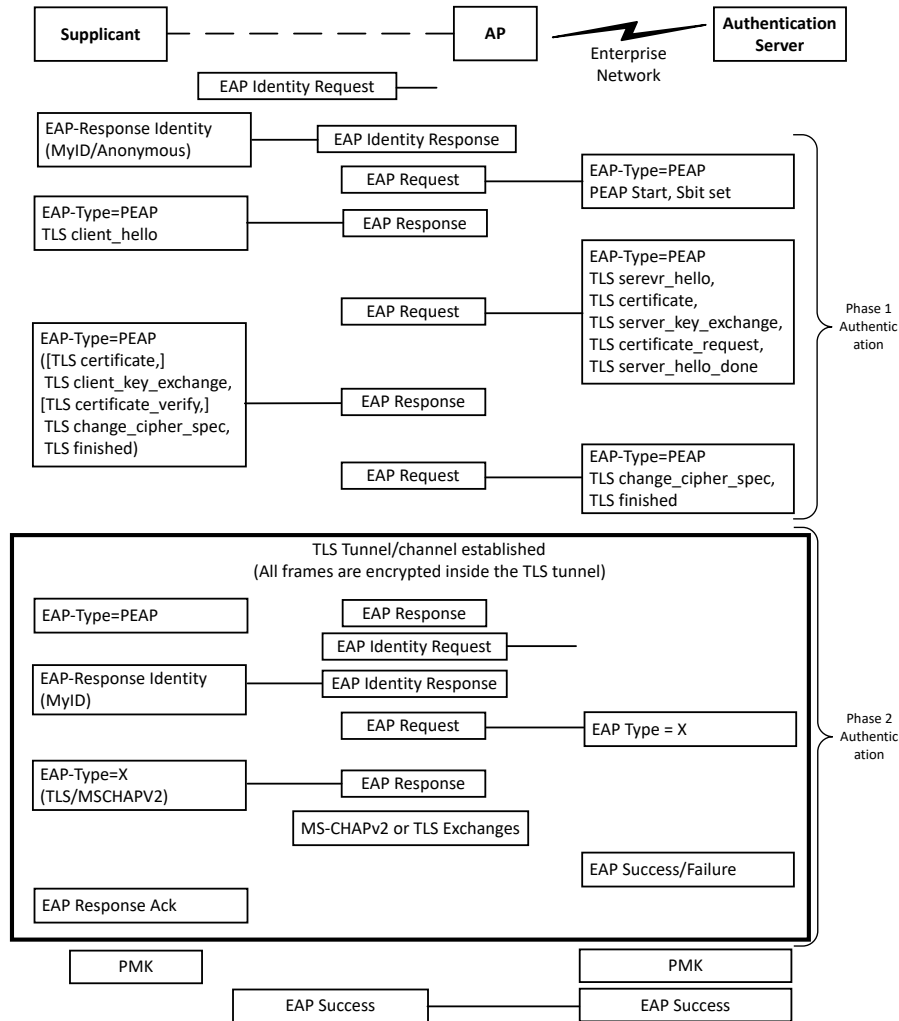 Supplicant
AP
Authentication
Server
Enterprise
Network
EAP Identity Request
EAP-Response Identity
(MyID/Anonymous)
EAP Identity Response
EAP Request
EAP-Type=PEAP
PEAP Start, Sbit set
EAP-Type=PEAP
TLS client_hello
EAP Response
EAP-Type=PEAP
TLS serevr_hello,
TLS certificate,
TLS server_key_exchange,
TLS certificate_request,
TLS server_hello_done
EAP Request
Phase 1
Authentic
ation
EAP-Type=PEAP
([TLS certificate,]
TLS client_key_exchange,
[TLS certificate_verify,]
TLS change_cipher_spec,
TLS finished)
EAP Response
EAP Request
EAP-Type=PEAP
TLS change_cipher_spec,
TLS finished
TLS Tunnel/channel established
(All frames are encrypted inside the TLS tunnel)
EAP-Type=PEAP
EAP Response
EAP Identity Request
EAP-Response Identity
(MyID)
EAP Identity Response
EAP Request
EAP Type = X
Phase 2
Authentic
ation
EAP-Type=X
(TLS/MSCHAPV2)
EAP Response
MS-CHAPv2 or TLS Exchanges
EAP Success/Failure
EAP Response Ack
PMK
PMK
EAP Success
EAP Success